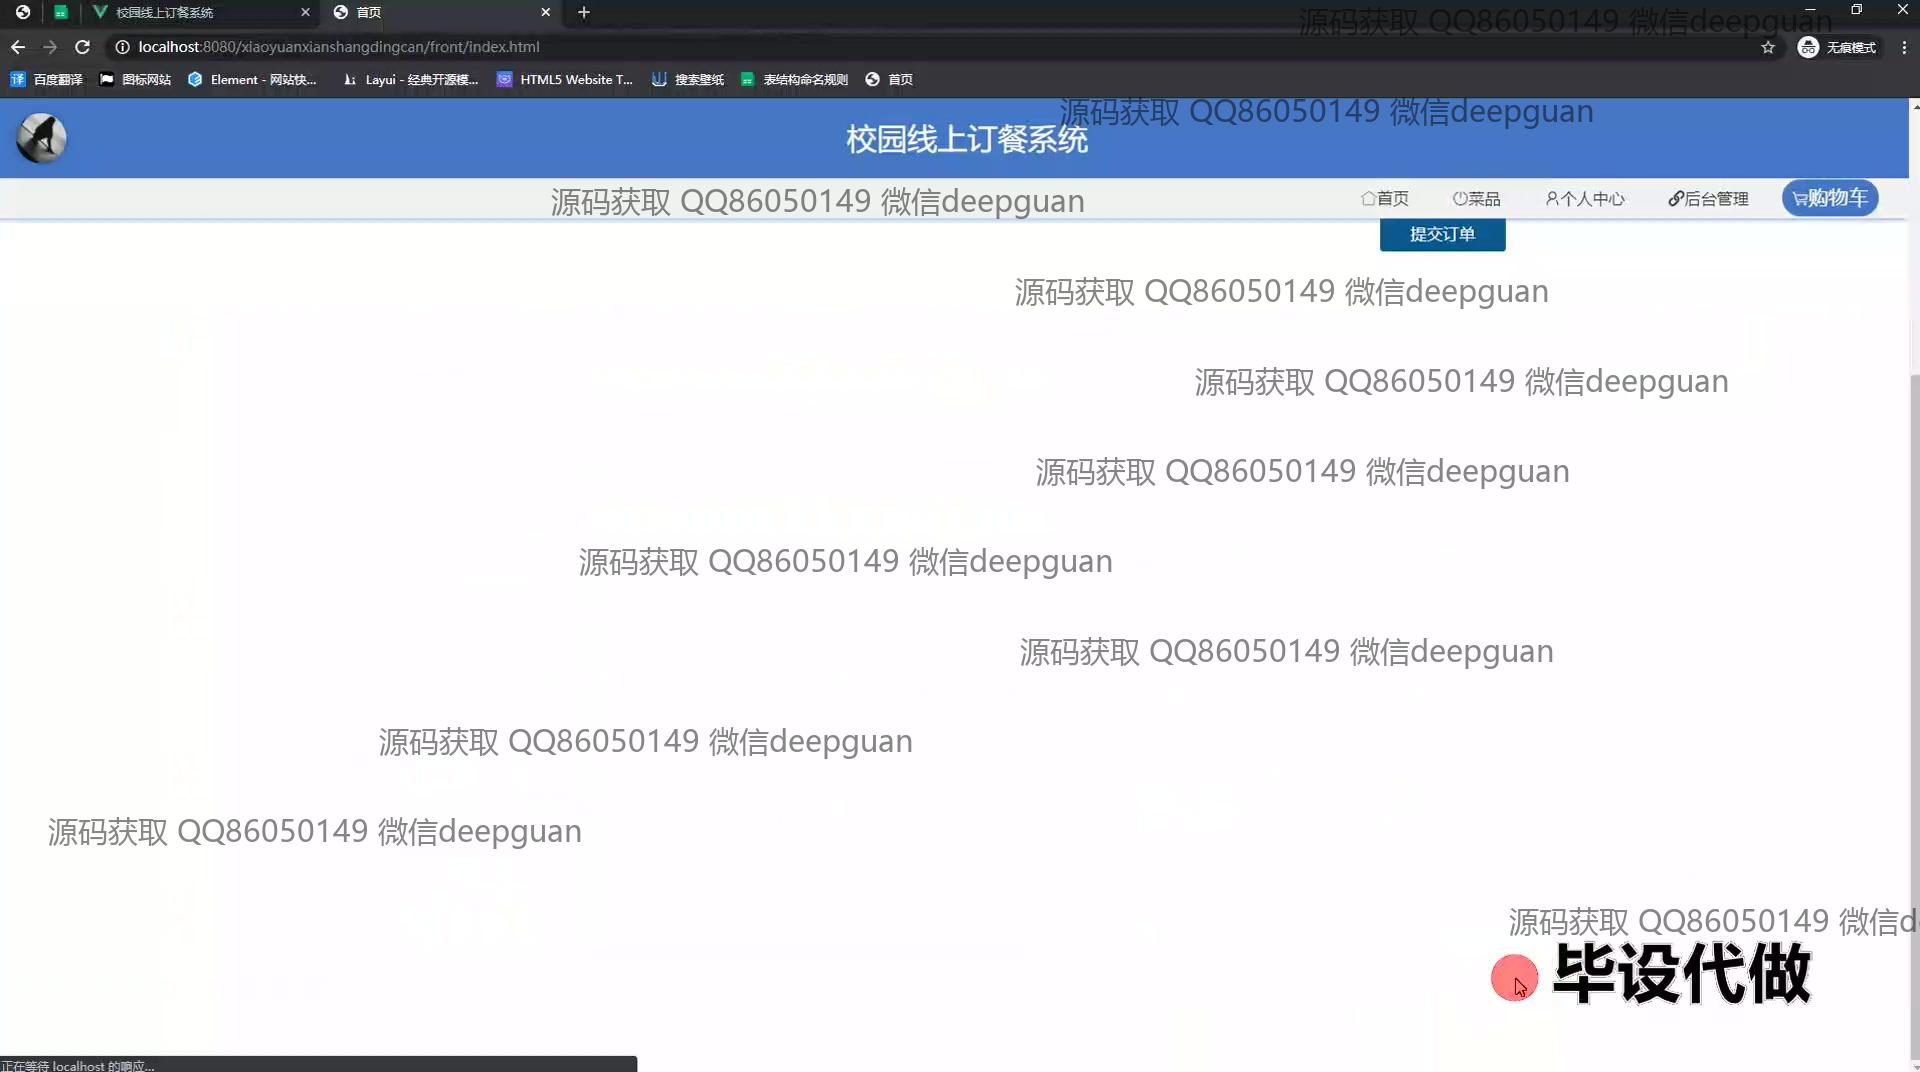 校园线上订餐系统
首页
源码获取 QQ86050149 微信deepguan
localhost:8080/xiaoyuanxianshangdingcan/front/index.html
无痕模式
译 百度翻译
图标网站
Element - 网站快...
Layui - 经典开源模...
HTML5 Website T...
搜索壁纸
表结构命名规则
首页
源码获取 QQ86050149 微信deepguan
校园线上订餐系统
源码获取 QQ86050149 微信deepguan
首页
菜品
个人中心
后台管理
购物车
提交订单
源码获取 QQ86050149 微信deepguan
源码获取 QQ86050149 微信deepguan
源码获取 QQ86050149 微信deepguan
源码获取 QQ86050149 微信deepguan
源码获取 QQ86050149 微信deepguan
源码获取 QQ86050149 微信deepguan
源码获取 QQ86050149 微信deepguan
源码获取 QQ86050149 微信d
毕设代做
正在等待 localhost 的响应...